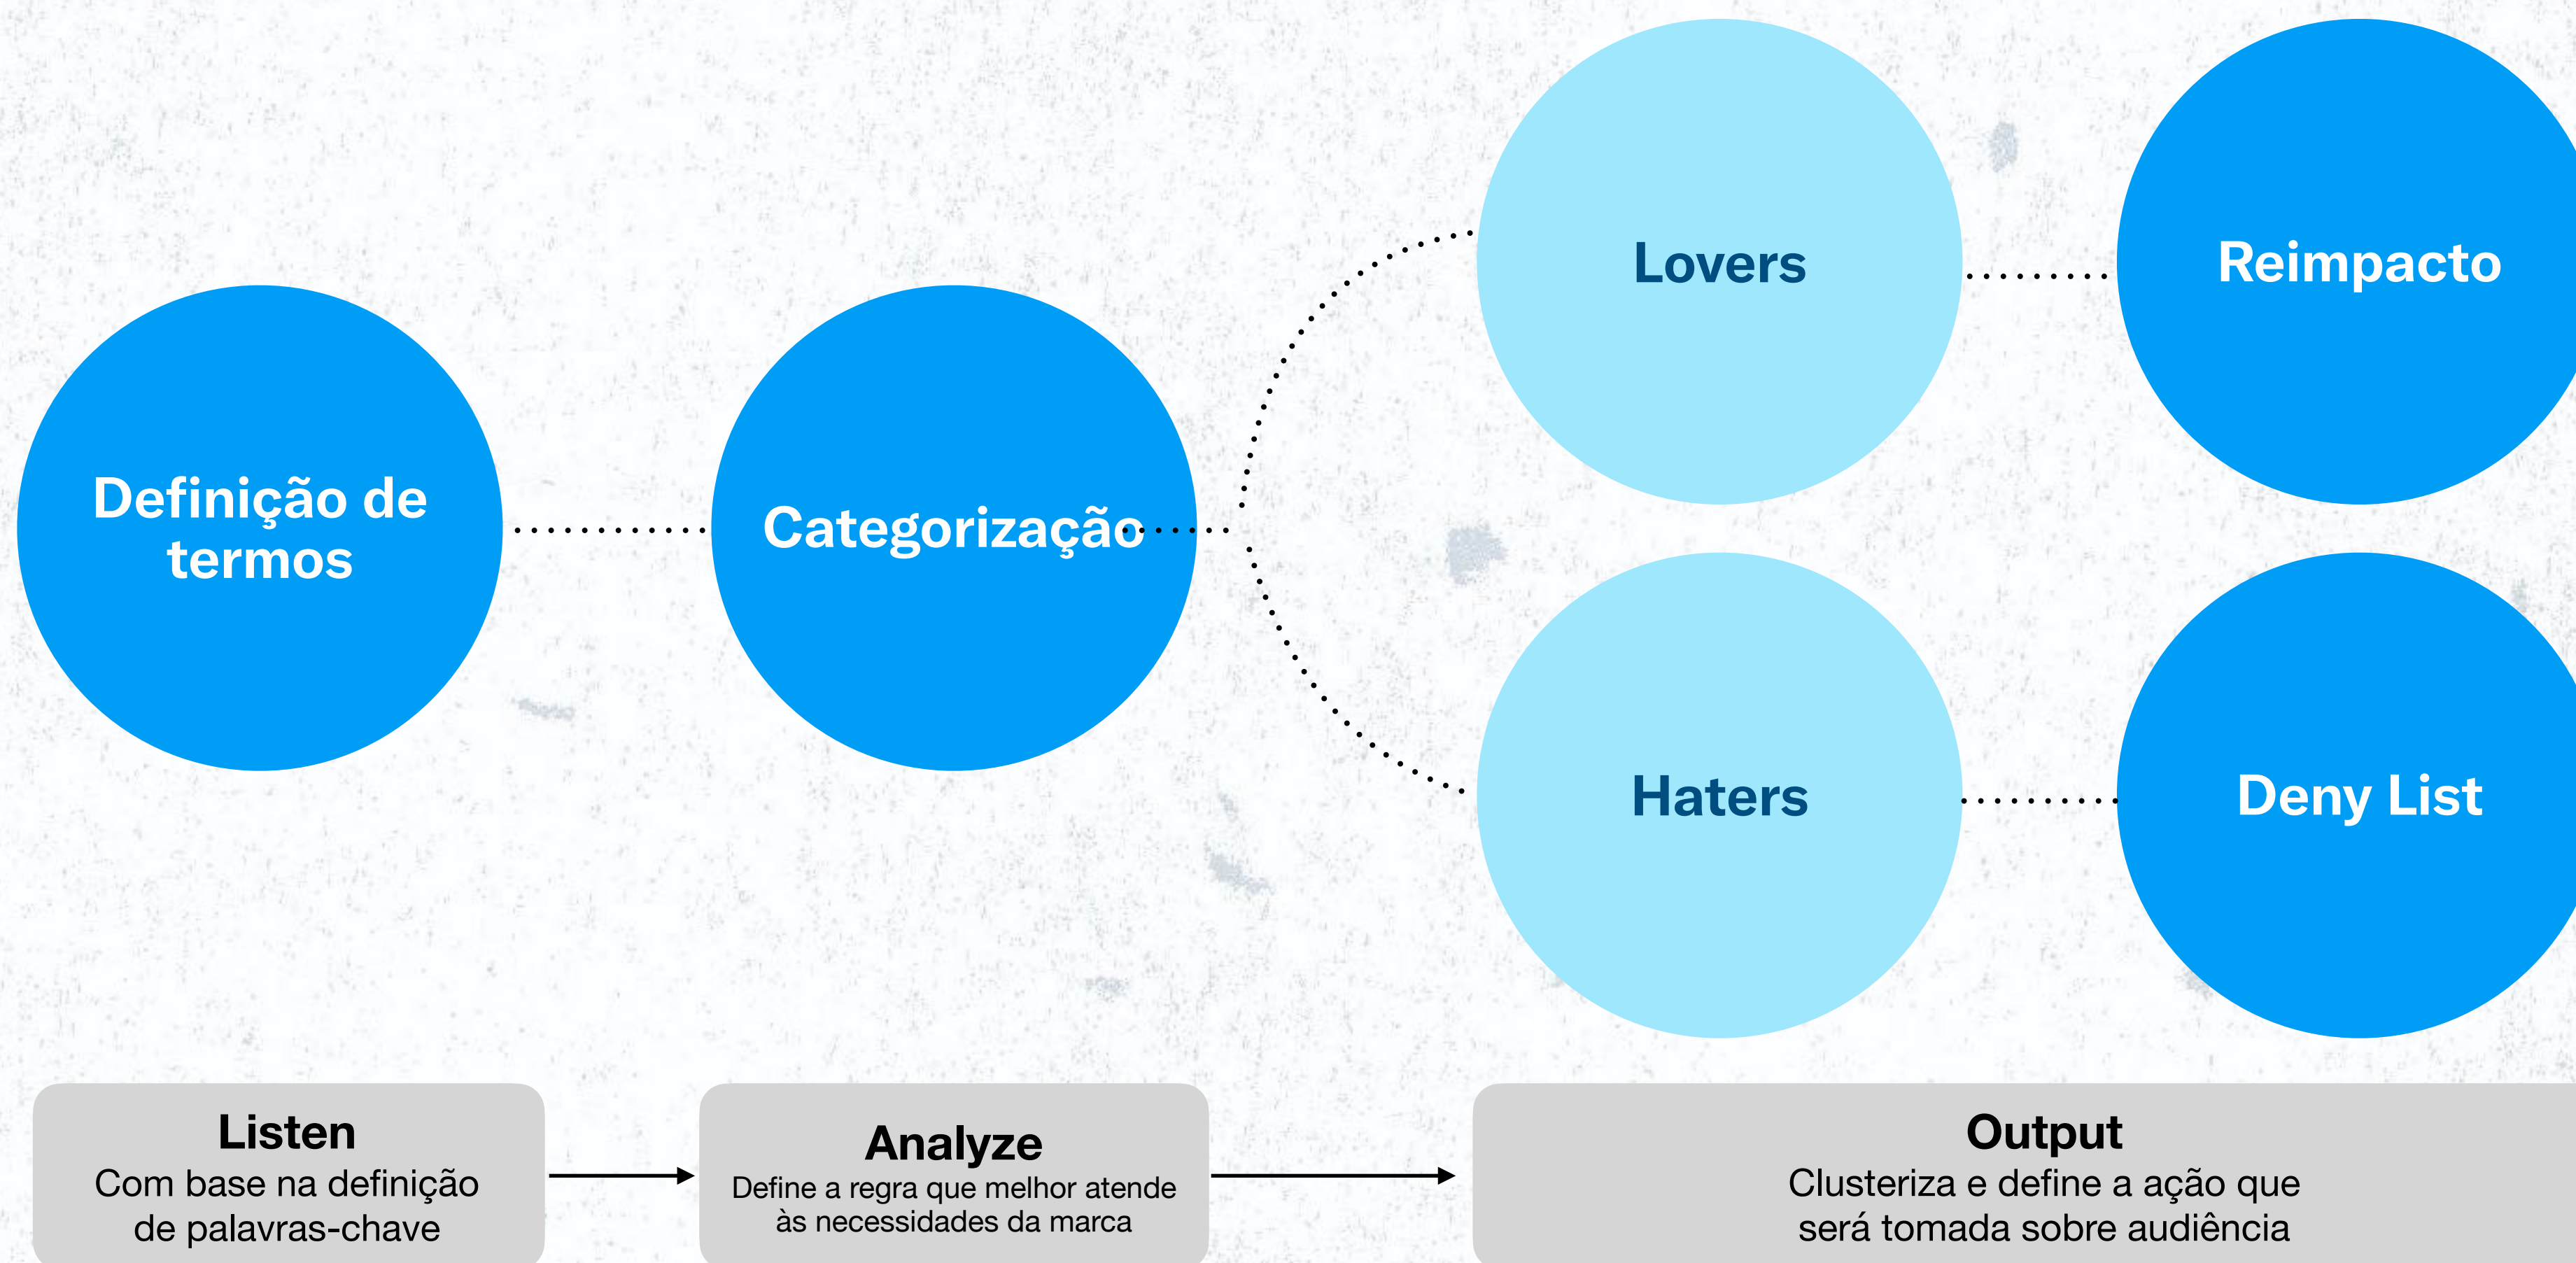 Definição de
termos
Categorização
Lovers
Reimpacto
Haters
Deny List
Listen
Com base na definição
de palavras-chave
Analyze
Define a regra que melhor atende
às necessidades da marca
Output
Clusteriza e define a ação que
será tomada sobre audiência